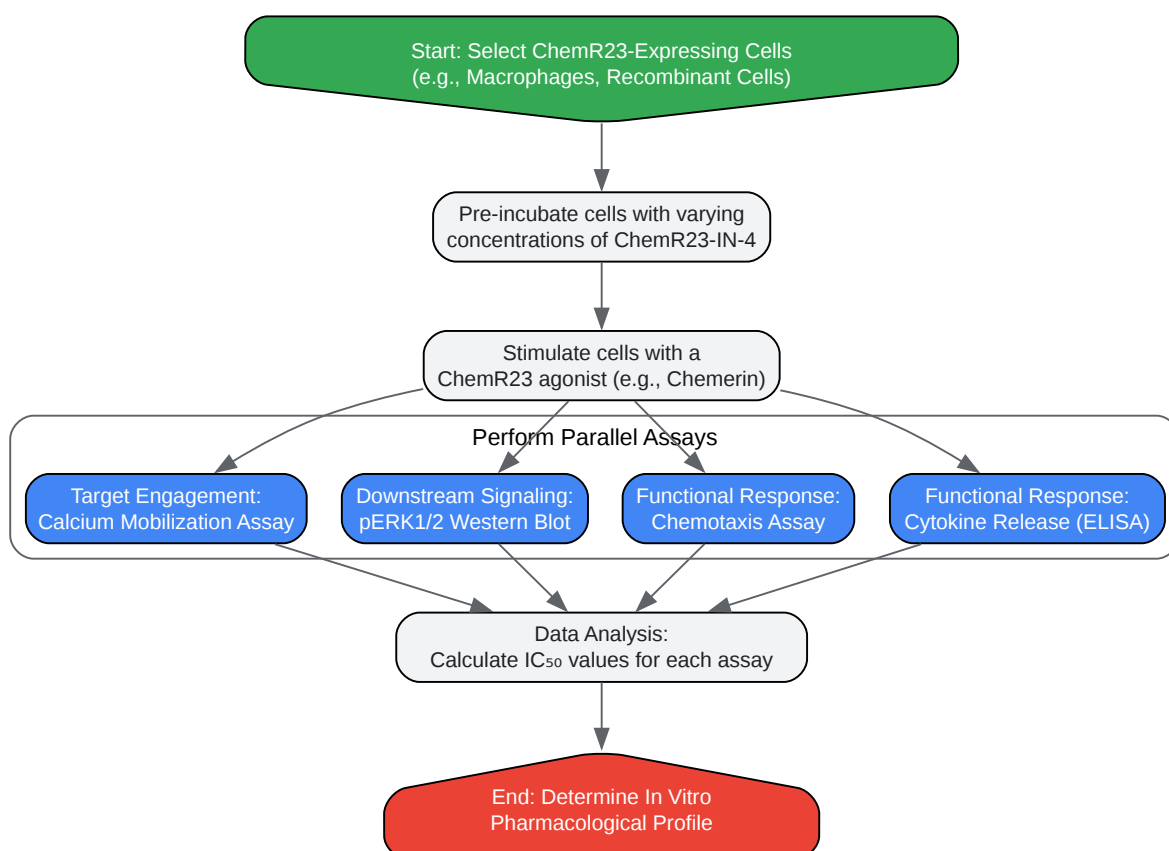 Start: Select ChemR23-Expressing Cells
(e.g., Macrophages, Recombinant Cells)
Pre-incubate cells with varying
concentrations of ChemR23-IN-4
Stimulate cells with a
ChemR23 agonist (e.g., Chemerin)
Perform Parallel Assays
Target Engagement:
Calcium Mobilization Assay
Downstream Signaling:
pERK1/2 Western Blot
Functional Response:
Chemotaxis Assay
Functional Response:
Cytokine Release (ELISA)
Data Analysis:
Calculate IC₅₀ values for each assay
End: Determine In Vitro
Pharmacological Profile